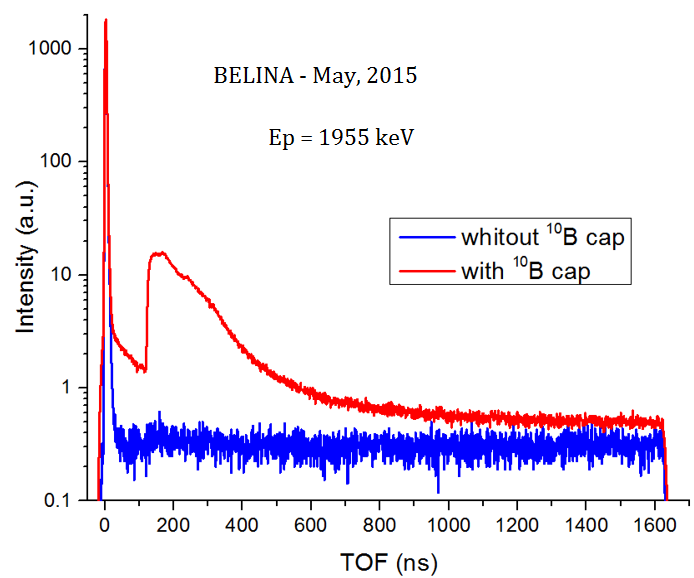 BELINA - May, 2015
Ep = 1955 keV
whitout ¹⁰B cap
with ¹⁰B cap
Intensity (a.u.)
1000
100
10
1
0.1
0 200 400 600 800 1000 1200 1400 1600
TOF (ns)